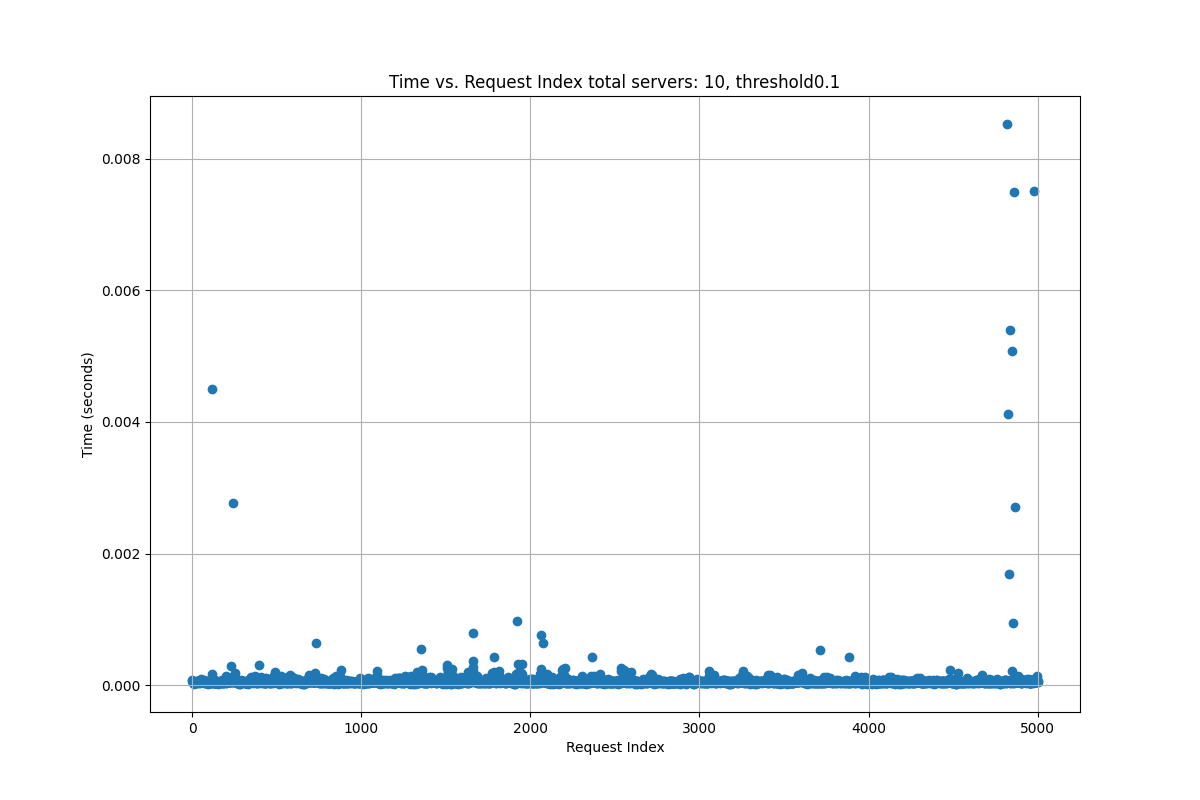 Time vs. Request Index total servers: 10, threshold0.1
0.008
0.006
0.004
0.002
0.000
Time (seconds)
0 1000 2000 3000 4000 5000
Request Index